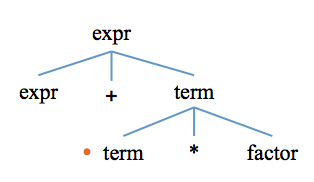 expr
expr + term
term * factor